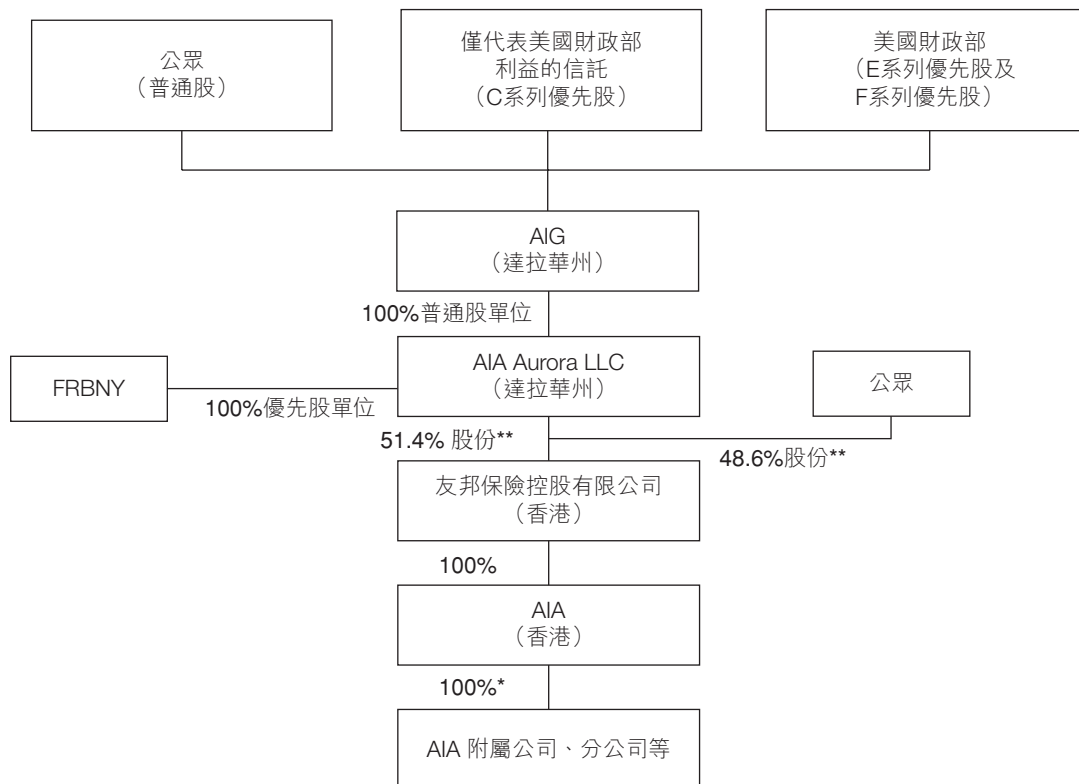 公眾
（普通股）
僅代表美國財政部
利益的信託
（C系列優先股）
美國財政部
（E系列優先股及
F系列優先股）
AIG
（達拉華州）
100%普通股單位
FRBNY
100%優先股單位
AIA Aurora LLC
（達拉華州）
公眾
51.4% 股份**
48.6%股份**
友邦保險控股有限公司
（香港）
100%
AIA
（香港）
100%*
AIA 附屬公司、分公司等